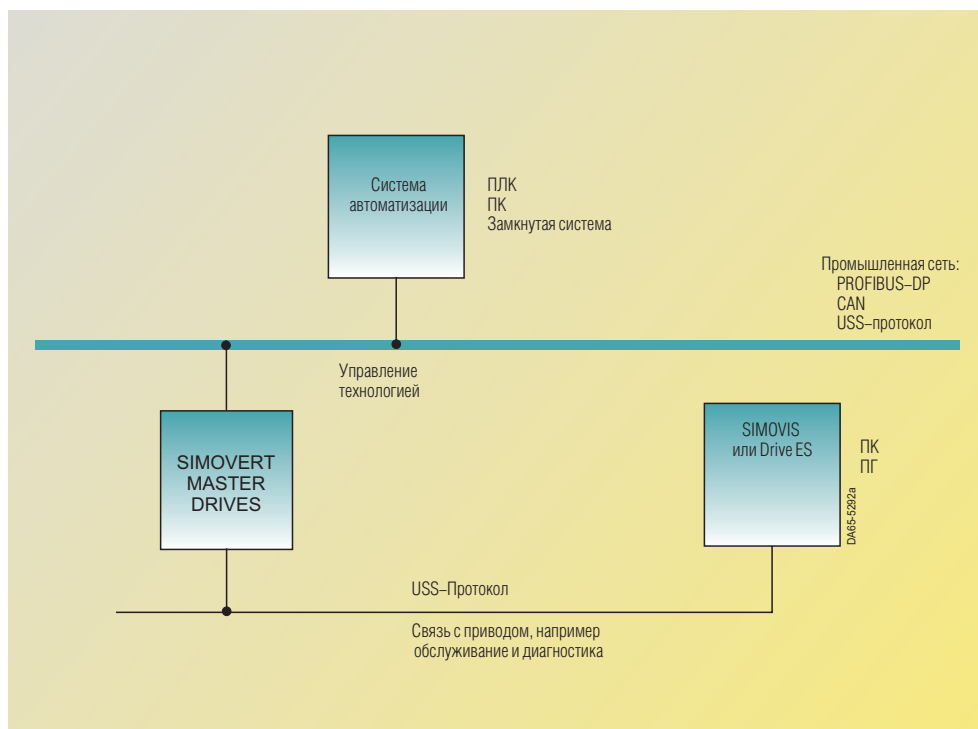 Система
автоматизации
ПЛК
ПК
Замкнутая система
Промышленная сеть:
PROFIBUS–DP
CAN
USS–протокол
Управление
технологией
SIMOVERT
MASTER
DRIVES
SIMOVIS
или Drive ES
ПК
ПГ
DA65-5292a
USS–Протокол
Связь с приводом, например
обслуживание и диагностика